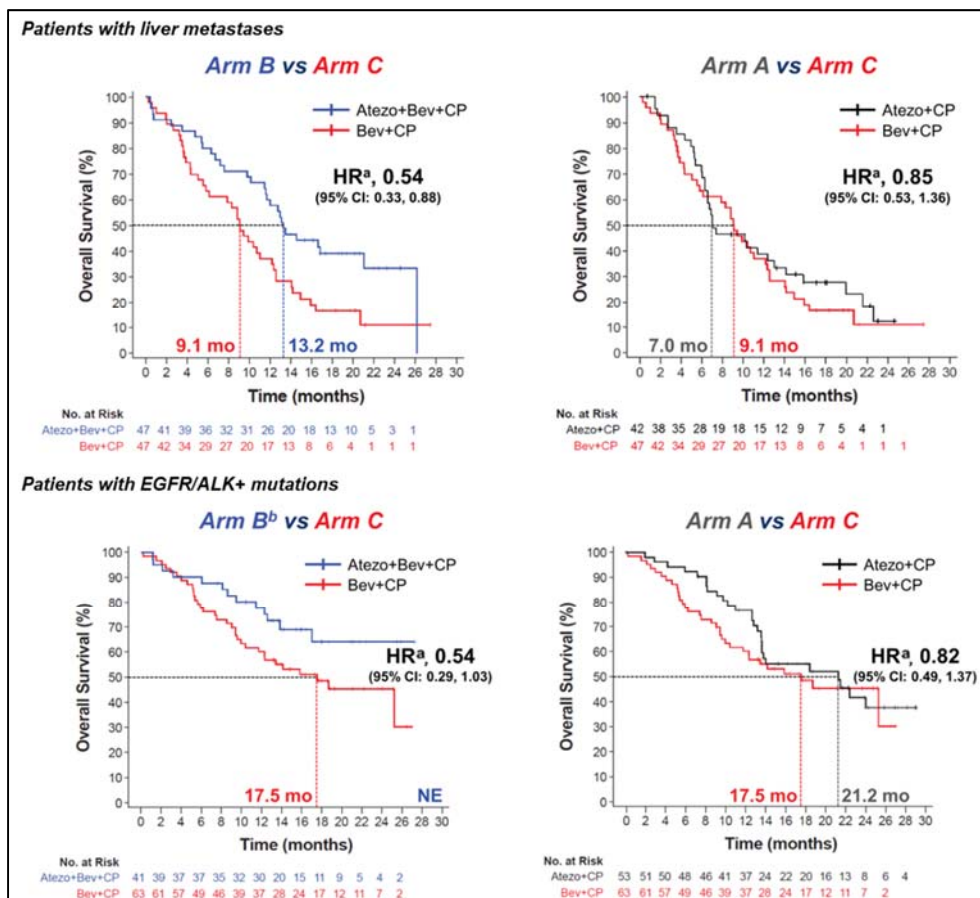 Patients with liver metastases
Arm B vs Arm C
Overall Survival (%)
100
90
80
70
60
50
40
30
20
10
0
Atezo+Bev+CP
Bev+CP
HRᵃ, 0.54
(95% CI: 0.33, 0.88)
9.1 mo
13.2 mo
0 2 4 6 8 10 12 14 16 18 20 22 24 26 28 30
Time (months)
No. at Risk
Atezo+Bev+CP 47 41 39 36 32 31 26 20 18 13 10 5 3 1
Bev+CP 47 42 34 29 27 20 17 13 8 6 4 1 1 1
Arm A vs Arm C
Overall Survival (%)
100
90
80
70
60
50
40
30
20
10
0
Atezo+CP
Bev+CP
HRᵃ, 0.85
(95% CI: 0.53, 1.36)
7.0 mo
9.1 mo
0 2 4 6 8 10 12 14 16 18 20 22 24 26 28 30
Time (months)
No. at Risk
Atezo+CP 42 38 35 28 19 18 15 12 9 7 5 4 1
Bev+CP 47 42 34 29 27 20 17 13 8 6 4 1 1 1
Patients with EGFR/ALK+ mutations
Arm Bᵇ vs Arm C
Overall Survival (%)
100
90
80
70
60
50
40
30
20
10
0
Atezo+Bev+CP
Bev+CP
HRᵃ, 0.54
(95% CI: 0.29, 1.03)
17.5 mo
NE
0 2 4 6 8 10 12 14 16 18 20 22 24 26 28 30
Time (months)
No. at Risk
Atezo+Bev+CP 41 39 37 37 35 32 30 20 15 11 9 5 4 2
Bev+CP 63 61 57 49 46 39 37 28 24 17 12 11 7 2
Arm A vs Arm C
Overall Survival (%)
100
90
80
70
60
50
40
30
20
10
0
Atezo+CP
Bev+CP
HRᵃ, 0.82
(95% CI: 0.49, 1.37)
17.5 mo
21.2 mo
0 2 4 6 8 10 12 14 16 18 20 22 24 26 28 30
Time (months)
No. at Risk
Atezo+CP 53 51 50 48 46 41 37 24 22 20 16 13 8 6 4
Bev+CP 63 61 57 49 46 39 37 28 24 17 12 11 7 2